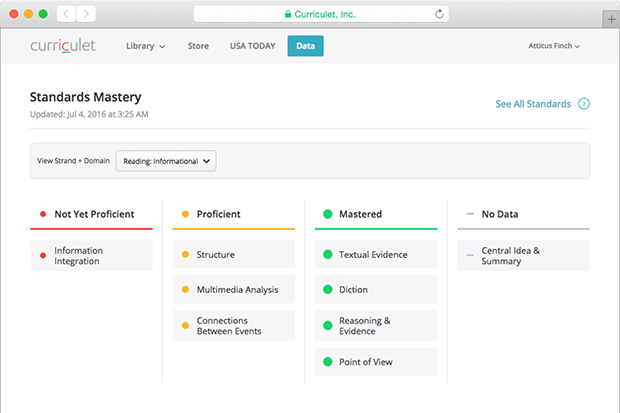 Curriculet, Inc.
curriculet
Library
Store
USA TODAY
Data
Atticus Finch
Standards Mastery
Updated: Jul 4, 2016 at 3:25 AM
See All Standards
View Strand + Domain
Reading: Informational
Not Yet Proficient
Information
Integration
Proficient
Structure
Multimedia Analysis
Connections
Between Events
Mastered
Textual Evidence
Diction
Reasoning &
Evidence
Point of View
No Data
Central Idea &
Summary